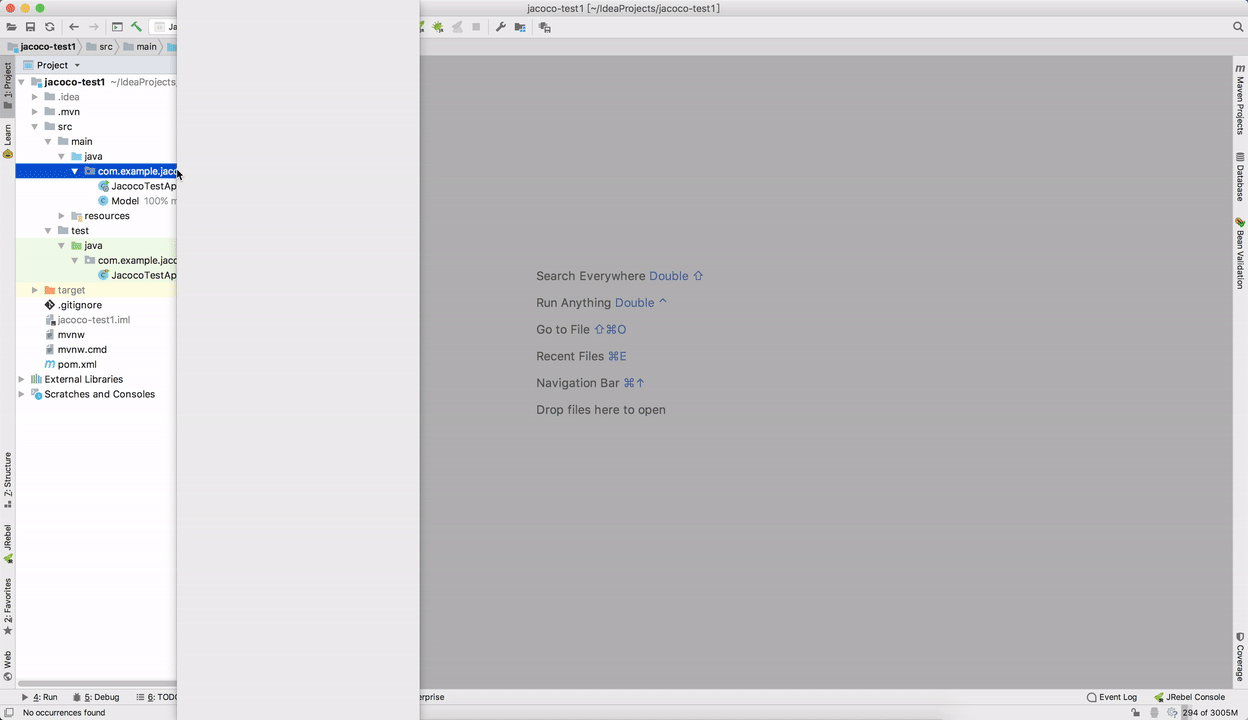 jacoco-test1 [~/IdeaProjects/jacoco-test1]
Ja
jacoco-test1 src main
Project
jacoco-test1 ~/IdeaProjects
.idea
.mvn
src
main
java
com.example.jaco
JacocoTestAp
Model 100% m
resources
test
java
com.example.jaco
JacocoTestAp
target
.gitignore
jacoco-test1.iml
mvnw
mvnw.cmd
pom.xml
External Libraries
Scratches and Consoles
1: Project
Learn
7: Structure
JRebel
2: Favorites
Web
Search Everywhere Double ⇧
Run Anything Double ^
Go to File ⇧⌘O
Recent Files ⌘E
Navigation Bar ⌘↑
Drop files here to open
Maven Projects
Database
Bean Validation
Coverage
4: Run 5: Debug 6: TODO erprise Event Log JRebel Console
No occurrences found 294 of 3005M